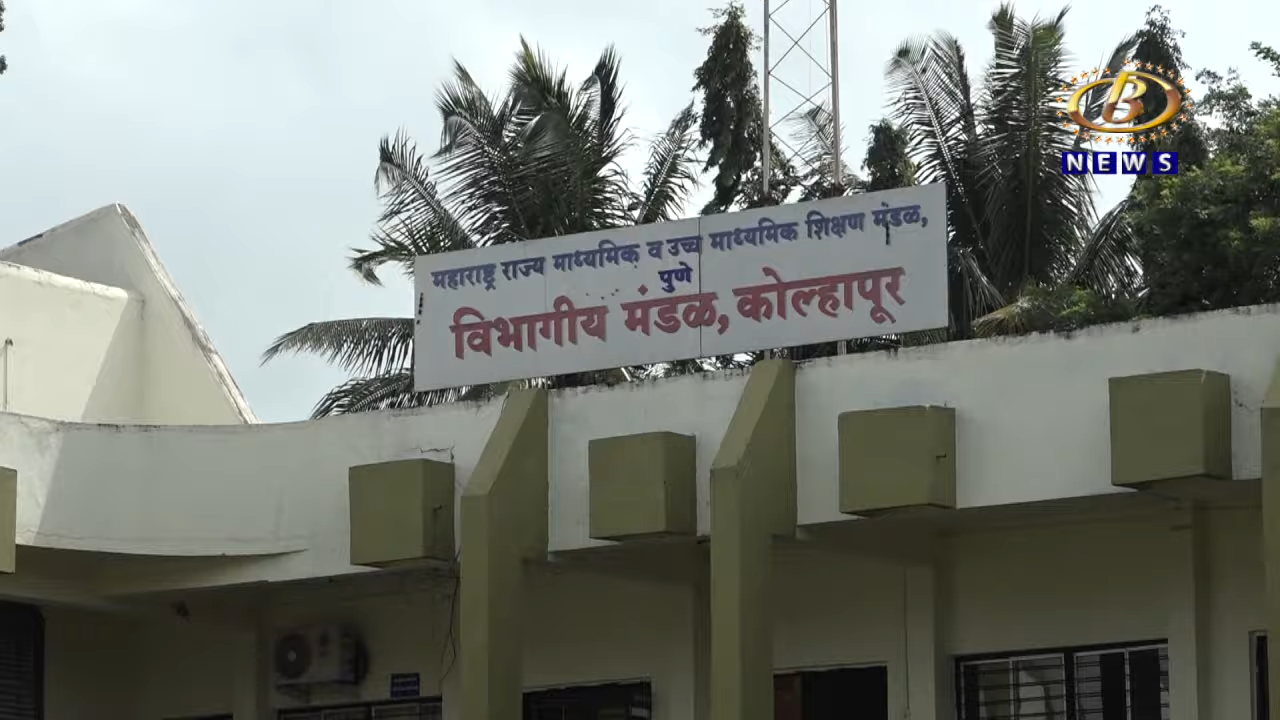 महाराष्ट्र राज्य माध्यमिक व उच्च माध्यमिक शिक्षण मंडळ,
पुणे
विभागीय मंडळ, कोल्हापूर
B
NEWS